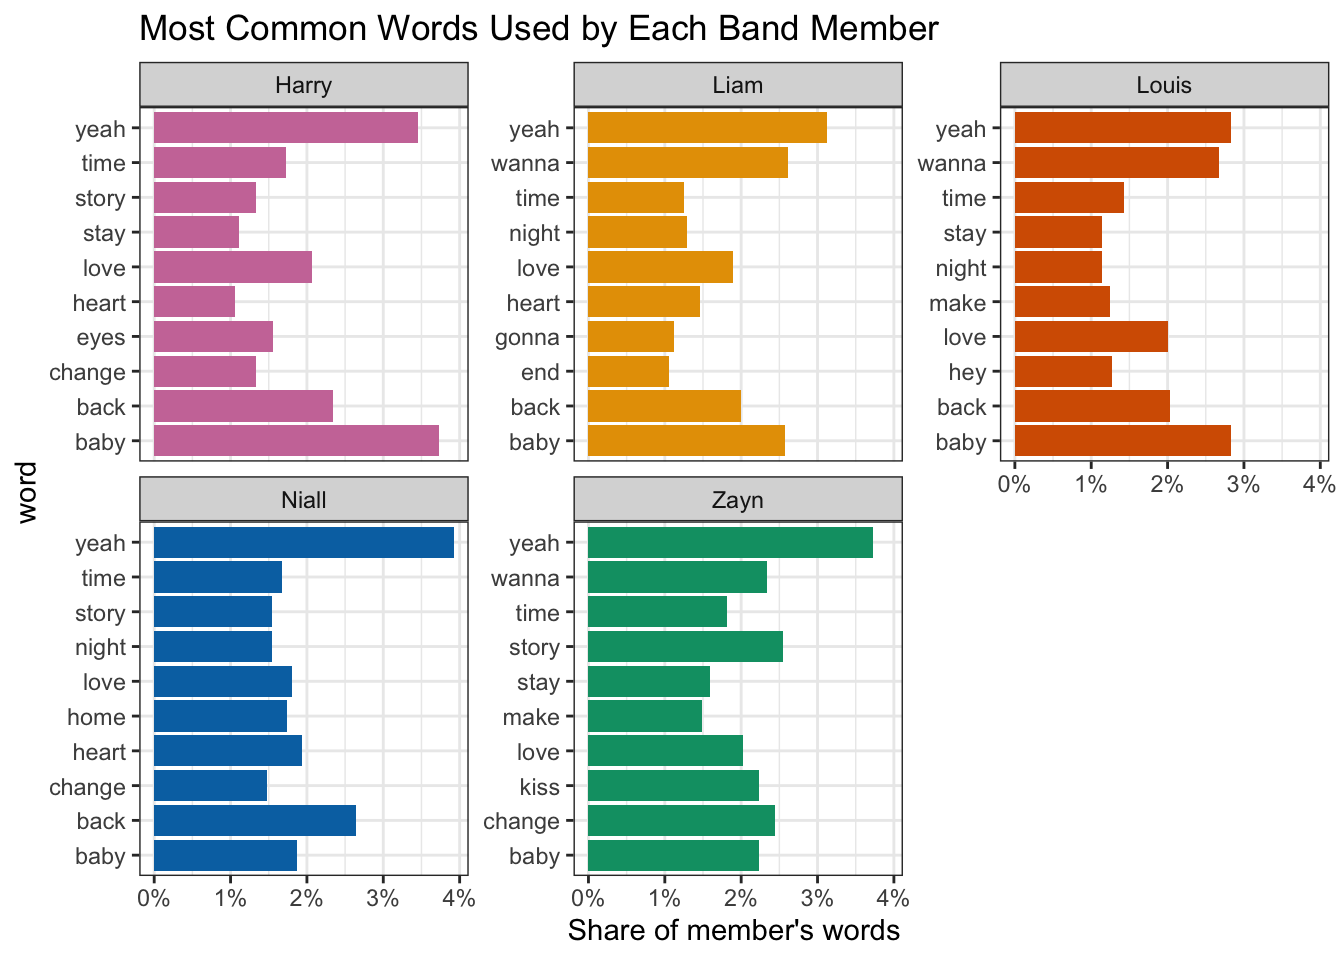 Most Common Words Used by Each Band Member
Harry
yeah
time
story
stay
love
heart
eyes
change
back
baby
Liam
yeah
wanna
time
night
love
heart
gonna
end
back
baby
Louis
yeah
wanna
time
stay
night
make
love
hey
back
baby
0% 1% 2% 3% 4%
word
Niall
yeah
time
story
night
love
home
heart
change
back
baby
0% 1% 2% 3% 4%
Zayn
yeah
wanna
time
story
stay
make
love
kiss
change
baby
0% 1% 2% 3% 4%
Share of member's words